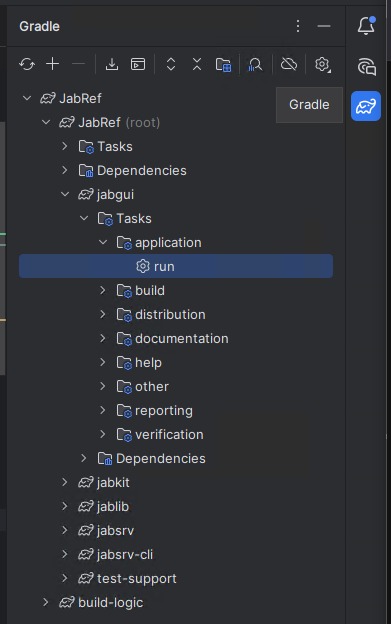 Gradle
Gradle
JabRef
JabRef (root)
Tasks
Dependencies
jabgui
Tasks
application
run
build
distribution
documentation
help
other
reporting
verification
Dependencies
jabkit
jablib
jabsrv
jabsrv-cli
test-support
build-logic